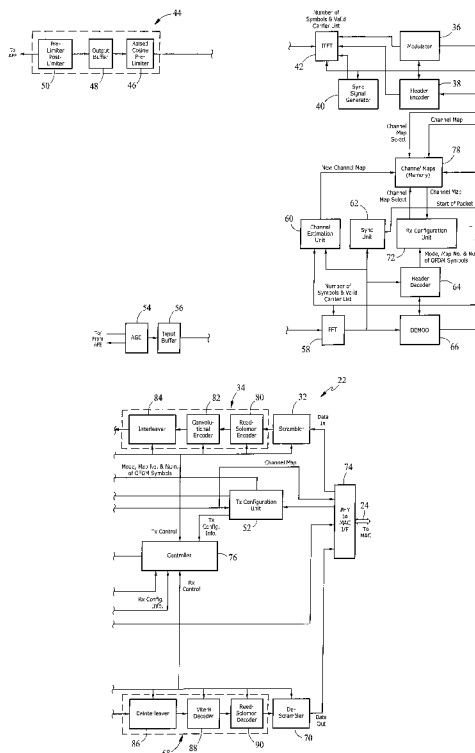 44
To
AFE
Pre-
Limiter
Post-
Limiter
50
Output
Buffer
48
Raised
Cosine
Pre-
Limiter
46
Number of
Symbols & Valid
Carrier List
IFFT
42
Modulator
36
Sync
Signal
Generator
40
Header
Encoder
38
Channel
Map
Select
Channel Map
New Channel Map
Channel Maps
(Memory)
78
Channel
Map Select
Channel Map
Start of Packet
60
Channel
Estimation
Unit
62
Sync
Unit
Rx Configuration
Unit
72
Mode, Map No. & Nu
of OFDM Symbols
Number of
Symbols & Valid
Carrier List
Header
Decoder
64
FFT
58
DEMOD
66
54
56
To/
From
AFE
AGC
Input
Buffer
22
84
82
34
80
32
Interleaver
Convolu-
tional
Encoder
Reed-
Solomon
Encoder
Scrambler
Data
In
Mode, Map No. & Num.
of OFDM Symbols
Channel Map
74
Tx Configuration
Unit
52
Tx Control
Tx
Config.
Info.
PHY
to
MAC
I/F
24
To
MAC
Controller
76
Rx Config.
Info.
Rx
Control
Deinterleaver
86
Viterbi
Decoder
88
Reed-
Solomon
Decoder
90
De-
Scrambler
70
Data
Out
68